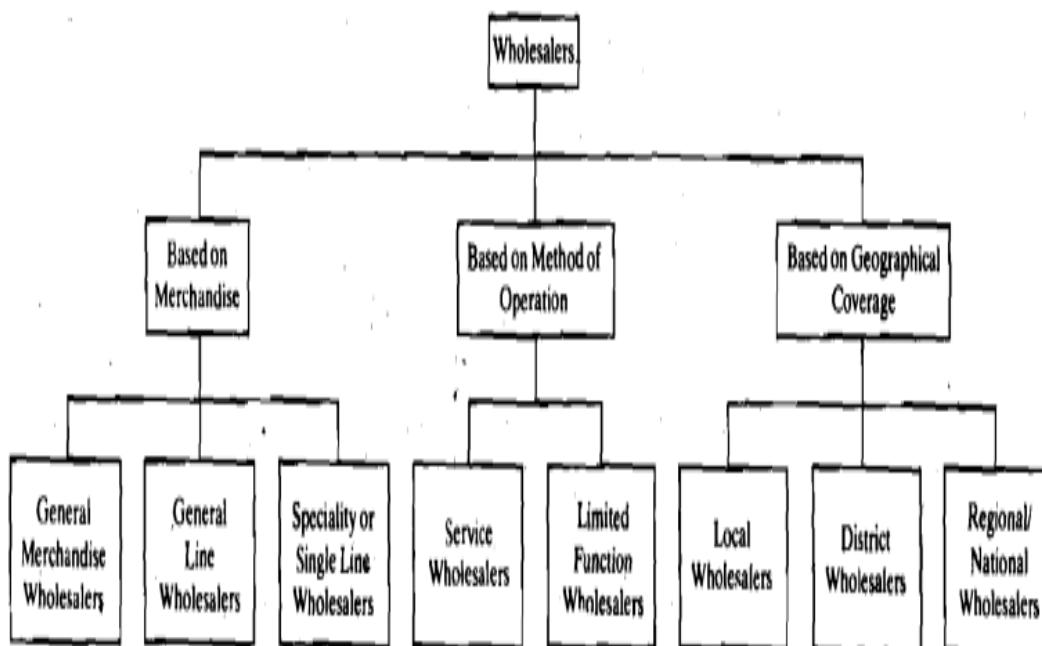 Wholesalers
Based on
Merchandise
Based on Method of
Operation
Based on Geographical
Coverage
General
Merchandise
Wholesalers
General
Line
Wholesalers
Speciality or
Single Line
Wholesalers
Service
Wholesalers
Limited
Function
Wholesalers
Local
Wholesalers
District
Wholesalers
Regional/
National
Wholesalers